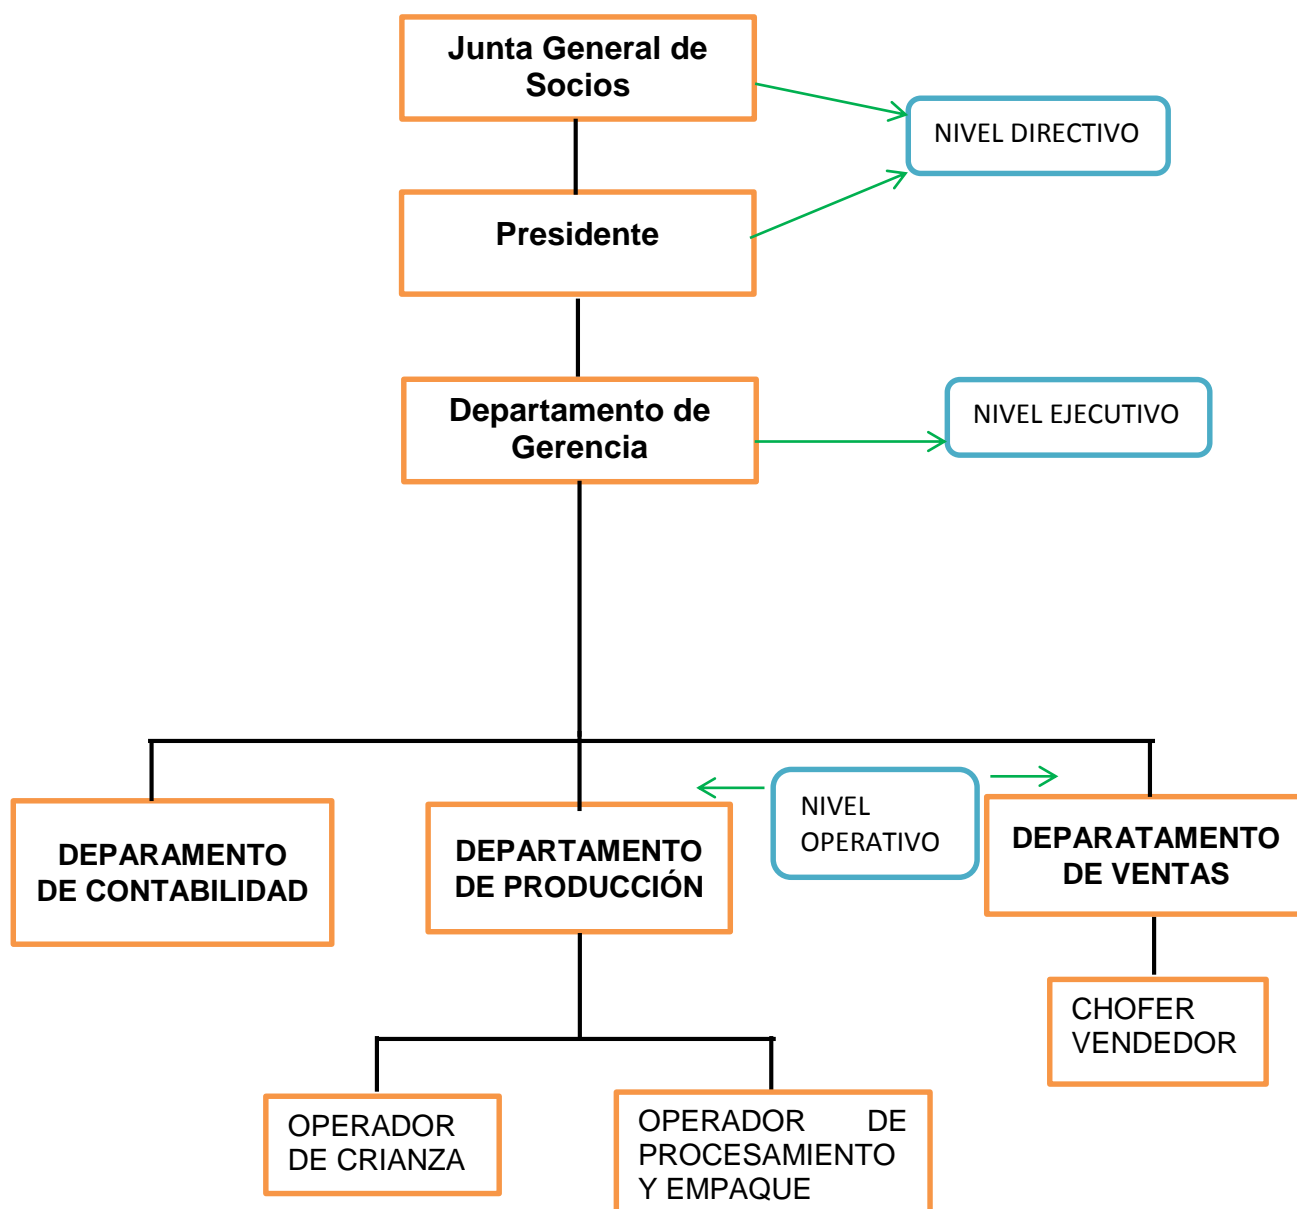 Junta General de
Socios
NIVEL DIRECTIVO
Presidente
Departamento de
Gerencia
NIVEL EJECUTIVO
DEPARAMENTO
DE CONTABILIDAD
DEPARTAMENTO
DE PRODUCCIÓN
NIVEL
OPERATIVO
DEPARATAMENTO
DE VENTAS
CHOFER
VENDEDOR
OPERADOR
DE CRIANZA
OPERADOR DE
PROCESAMIENTO
Y EMPAQUE